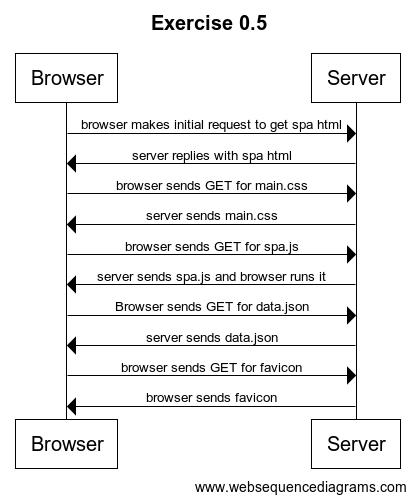 Exercise 0.5
Browser Server
browser makes initial request to get spa html
server replies with spa html
browser sends GET for main.css
server sends main.css
browser sends GET for spa.js
server sends spa.js and browser runs it
Browser sends GET for data.json
server sends data.json
browser sends GET for favicon
browser sends favicon
Browser Server
www.websequencediagrams.com